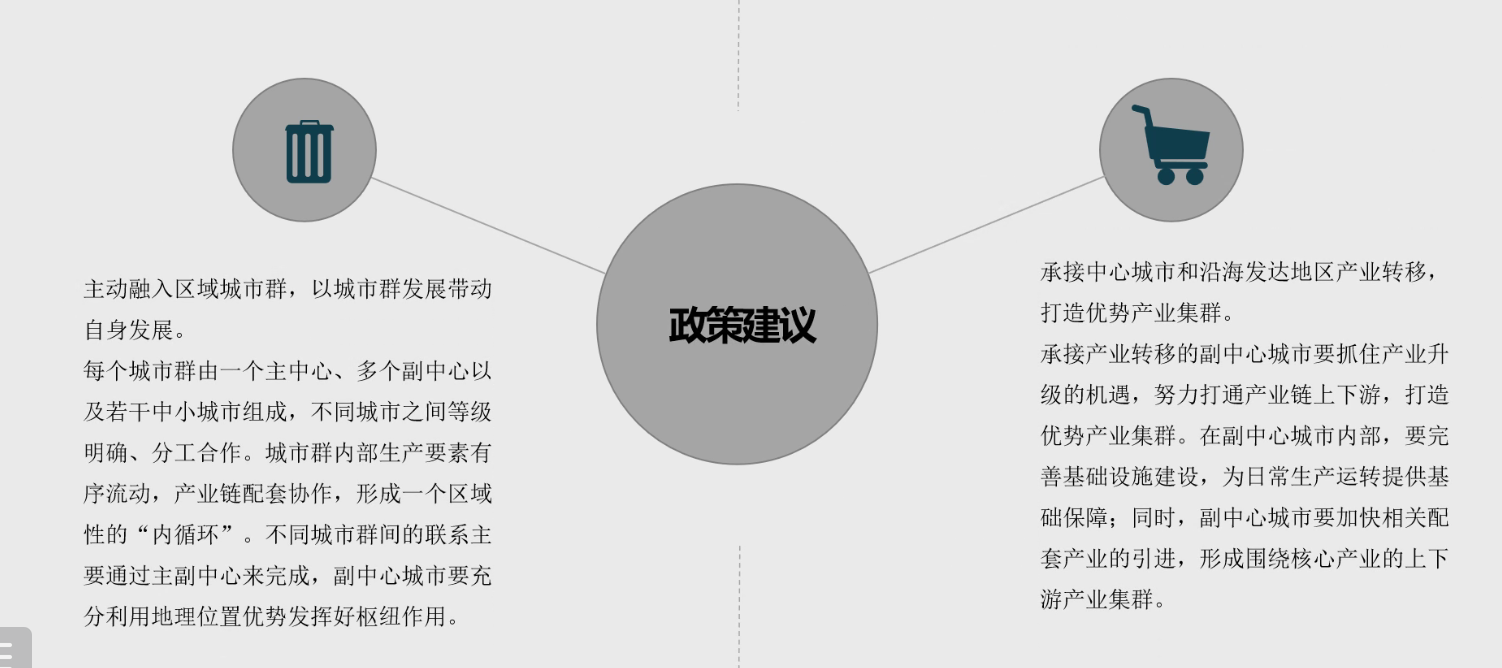 政策建议
主动融入区域城市群，以城市群发展带动
自身发展。
每个城市群由一个主中心、多个副中心以
及若干中小城市组成，不同城市之间等级
明确、分工合作。城市群内部生产要素有
序流动，产业链配套协作，形成一个区域
性的“内循环”。不同城市群间的联系主
要通过主副中心来完成，副中心城市要充
分利用地理位置优势发挥好枢纽作用。
承接中心城市和沿海发达地区产业转移，
打造优势产业集群。
承接产业转移的副中心城市要抓住产业升
级的机遇，努力打通产业链上下游，打造
优势产业集群。在副中心城市内部，要完
善基础设施建设，为日常生产运转提供基
础保障；同时，副中心城市要加快相关配
套产业的引进，形成围绕核心产业的上下
游产业集群。